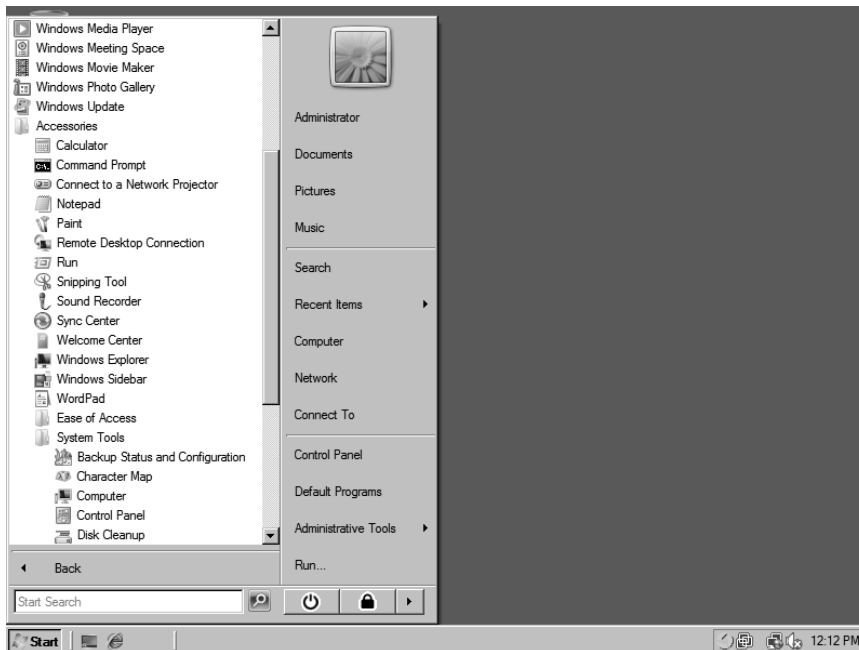 Windows Media Player
Windows Meeting Space
Windows Movie Maker
Windows Photo Gallery
Windows Update
Accessories
Calculator
Command Prompt
Connect to a Network Projector
Notepad
Paint
Remote Desktop Connection
Run
Snipping Tool
Sound Recorder
Sync Center
Welcome Center
Windows Explorer
Windows Sidebar
WordPad
Ease of Access
System Tools
Backup Status and Configuration
Character Map
Computer
Control Panel
Disk Cleanup
Back
Start Search
Administrator
Documents
Pictures
Music
Search
Recent Items
Computer
Network
Connect To
Control Panel
Default Programs
Administrative Tools
Run...
Start
12:12 PM